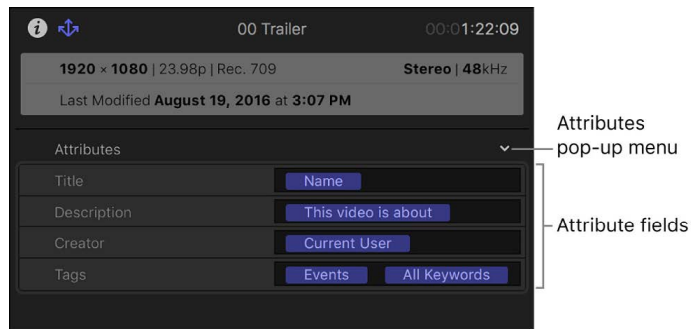 00 Trailer 00:01:22:09
1920 × 1080 | 23.98p | Rec. 709 Stereo | 48kHz
Last Modified August 19, 2016 at 3:07 PM
Attributes
Attributes
pop-up menu
Title Name
Description This video is about
Creator Current User
Tags Events All Keywords
Attribute fields